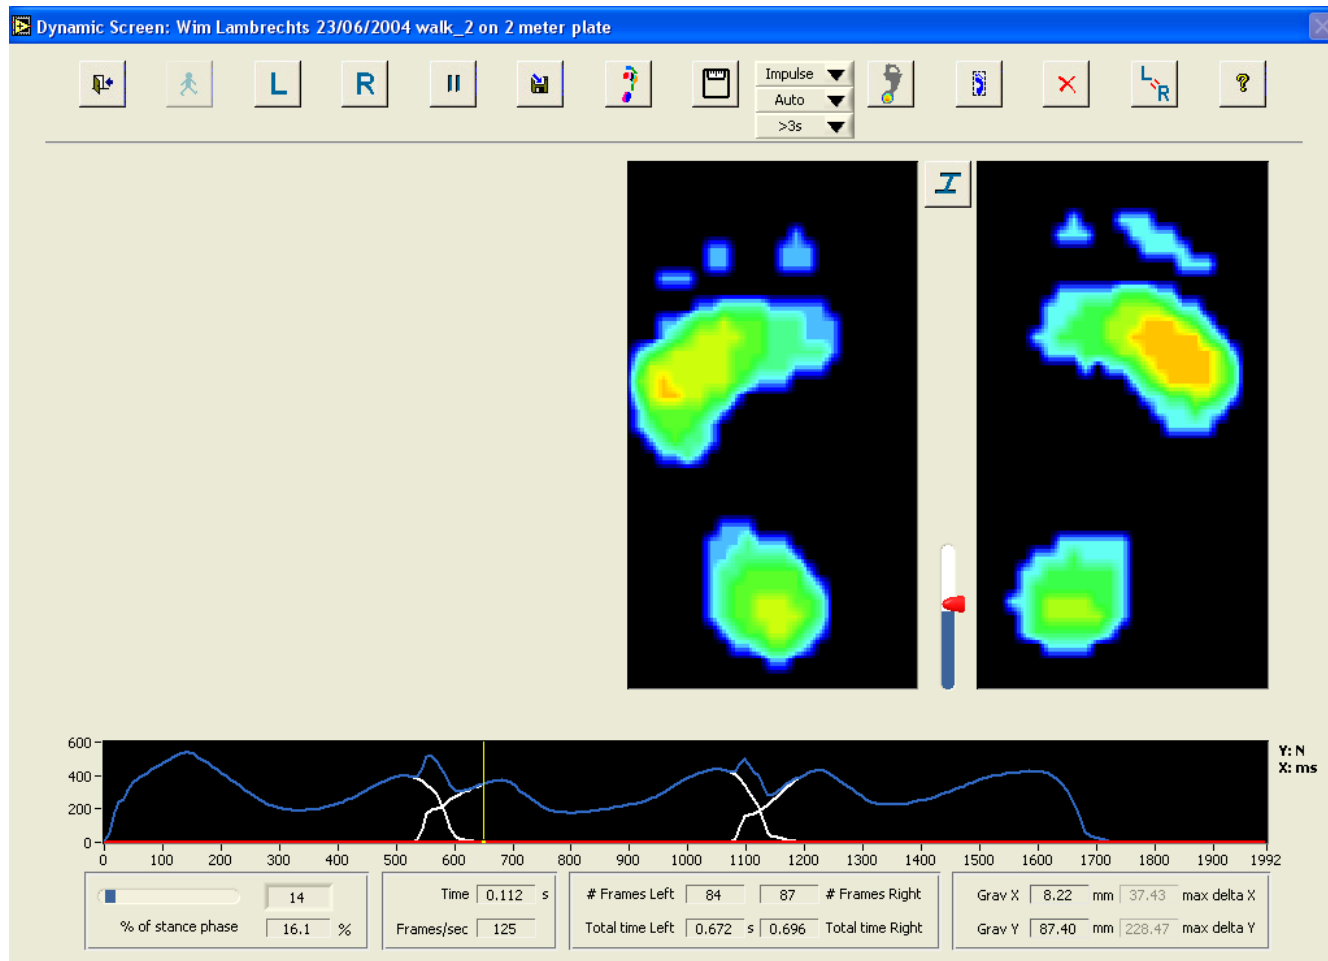 Dynamic Screen: Wim Lambrechts 23/06/2004 walk_2 on 2 meter plate
L R Impulse L R ?
Auto
>3s
I
600
400
200
0
Y: N
X: ms
0 100 200 300 400 500 600 700 800 900 1000 1100 1200 1300 1400 1500 1600 1700 1800 1900 1992
14
% of stance phase 16.1 %
Time 0.112 s
Frames/sec 125
# Frames Left 84 87 # Frames Right
Total time Left 0.672 s 0.696 Total time Right
Grav X 8.22 mm 37.43 max delta X
Grav Y 87.40 mm 228.47 max delta Y